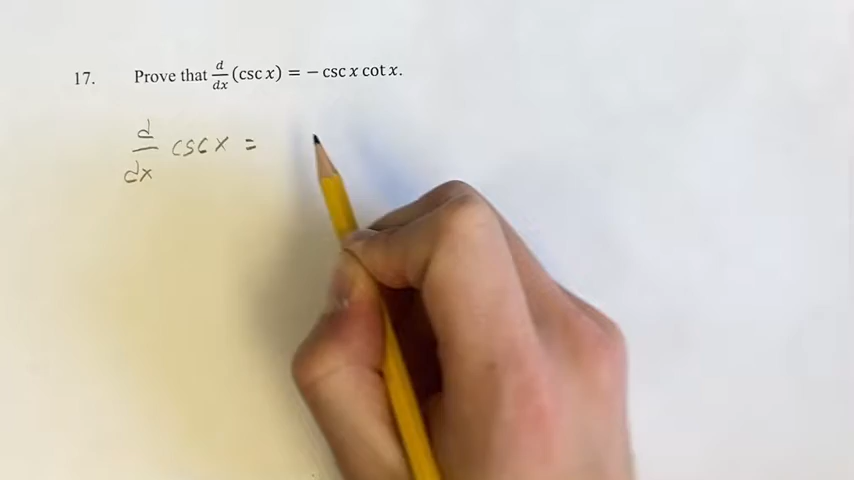 17. Prove that d/dx (csc x) = − csc x cot x.
d/dx csc x =